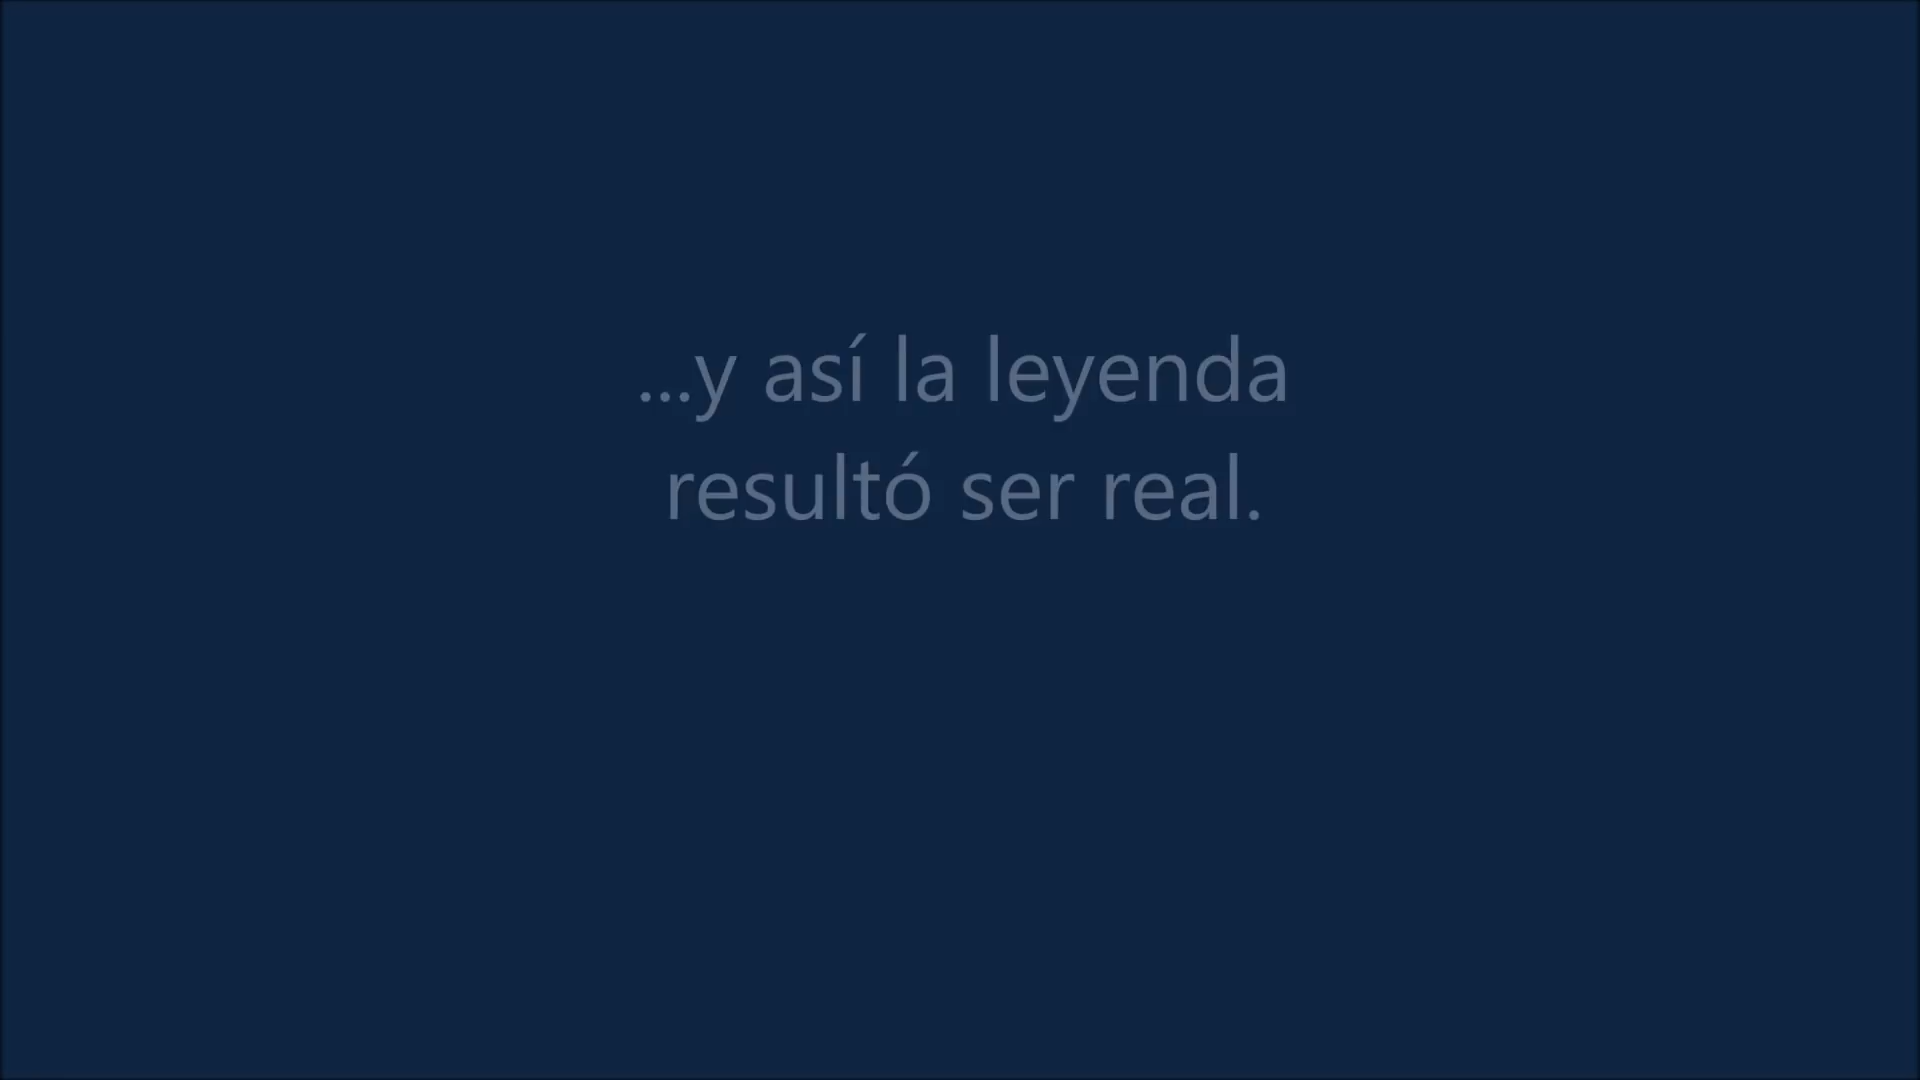 ...y así la leyenda
resultó ser real.